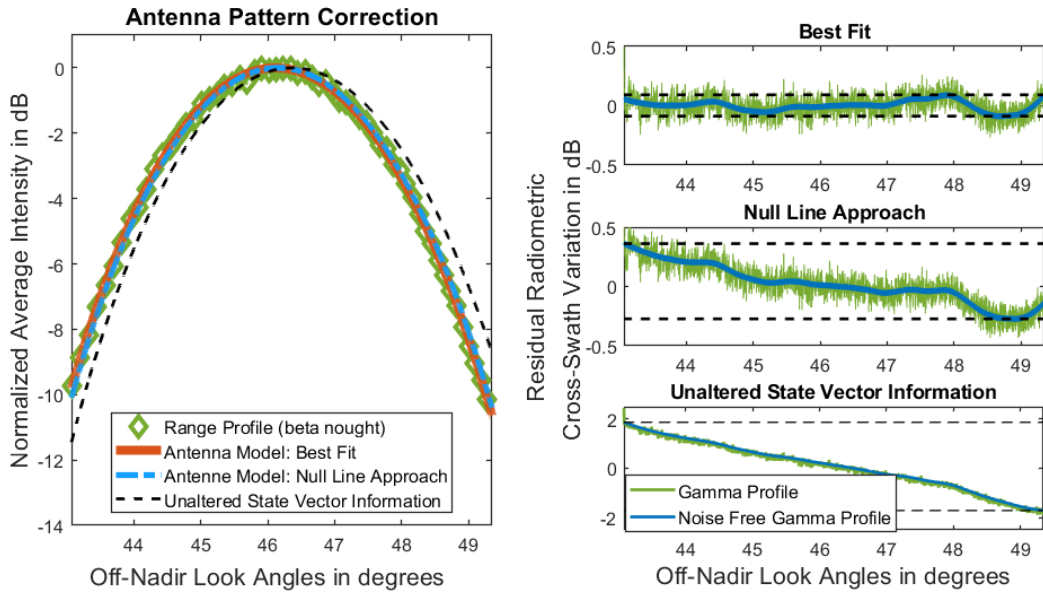 Antenna Pattern Correction
Normalized Average Intensity in dB
0
-2
-4
-6
-8
-10
-12
-14
44
45
46
47
48
49
Off-Nadir Look Angles in degrees
Range Profile (beta nought)
Antenna Model: Best Fit
Antenne Model: Null Line Approach
Unaltered State Vector Information
Residual Radiometric
Cross-Swath Variation in dB
Best Fit
0.5
0
-0.5
44
45
46
47
48
49
Null Line Approach
0.5
0
-0.5
44
45
46
47
48
49
Unaltered State Vector Information
2
0
-2
Gamma Profile
Noise Free Gamma Profile
44
45
46
47
48
49
Off-Nadir Look Angles in degrees